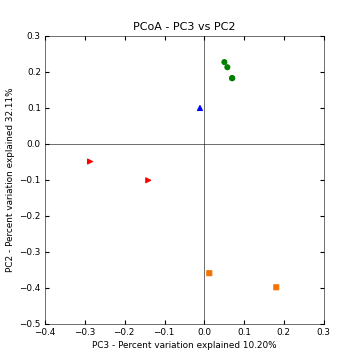 PCoA - PC3 vs PC2
0.3
0.2
0.1
0.0
−0.1
−0.2
−0.3
−0.4
−0.5
PC2 - Percent variation explained 32.11%
−0.4 −0.3 −0.2 −0.1 0.0 0.1 0.2 0.3
PC3 - Percent variation explained 10.20%